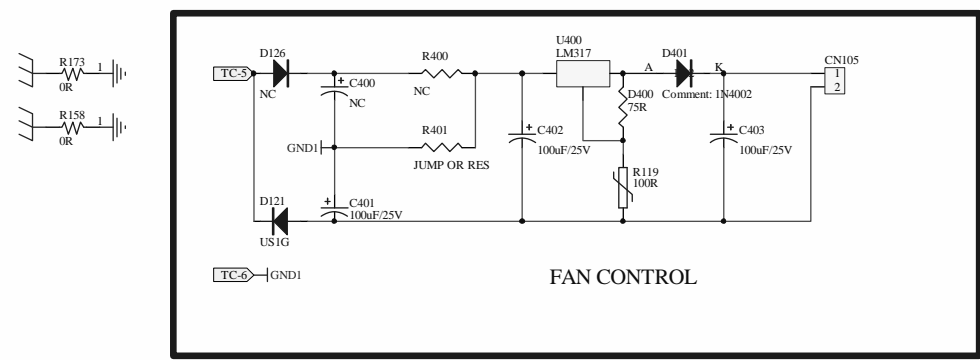 R173
1
0R
R158
1
0R
TC-5
D126
NC
C400
NC
R400
NC
U400
LM317
D401
A
K
Comment: 1N4002
CN105
1
2
D400
75R
GND1
R401
JUMP OR RES
C402
100uF/25V
C403
100uF/25V
R119
100R
D121
US1G
C401
100uF/25V
TC-6
GND1
FAN CONTROL